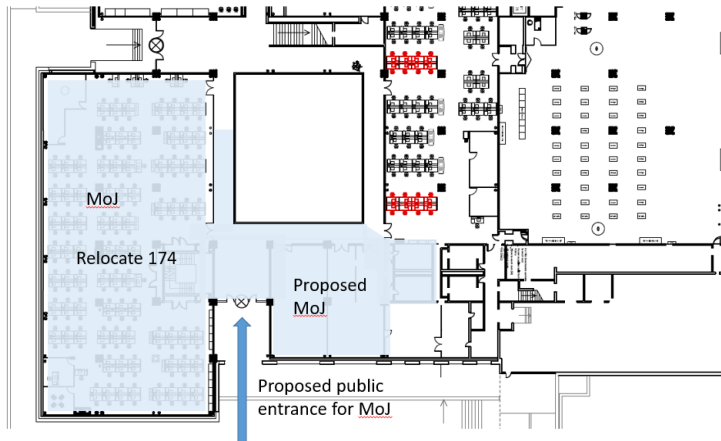 MoJ
Relocate 174
Proposed
MoJ
Proposed public
entrance for MoJ